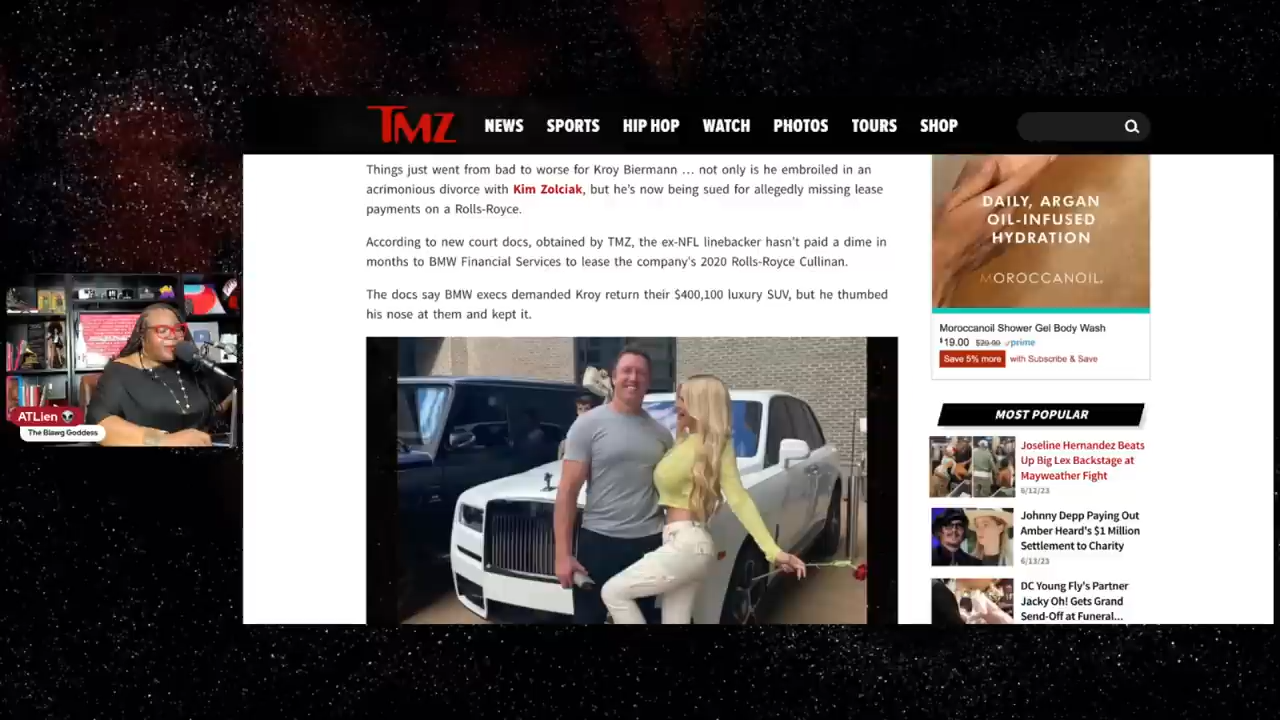 TMZ NEWS SPORTS HIP HOP WATCH PHOTOS TOURS SHOP
Things just went from bad to worse for Kroy Biermann … not only is he embroiled in an
acrimonious divorce with Kim Zolciak, but he's now being sued for allegedly missing lease
payments on a Rolls-Royce.
According to new court docs, obtained by TMZ, the ex-NFL linebacker hasn't paid a dime in
months to BMW Financial Services to lease the company's 2020 Rolls-Royce Cullinan.
The docs say BMW execs demanded Kroy return their $400,100 luxury SUV, but he thumbed
his nose at them and kept it.
DAILY, ARGAN
OIL-INFUSED
HYDRATION
MOROCCANOIL.
Moroccanoil Shower Gel Body Wash
$19.00 $20.00 prime
Save 5% more with Subscribe & Save
MOST POPULAR
Joseline Hernandez Beats
Up Big Lex Backstage at
Mayweather Fight
6/12/23
Johnny Depp Paying Out
Amber Heard's $1 Million
Settlement to Charity
6/13/23
DC Young Fly's Partner
Jacky Oh! Gets Grand
Send-Off at Funeral...
ATLien
The Blawg Goddess